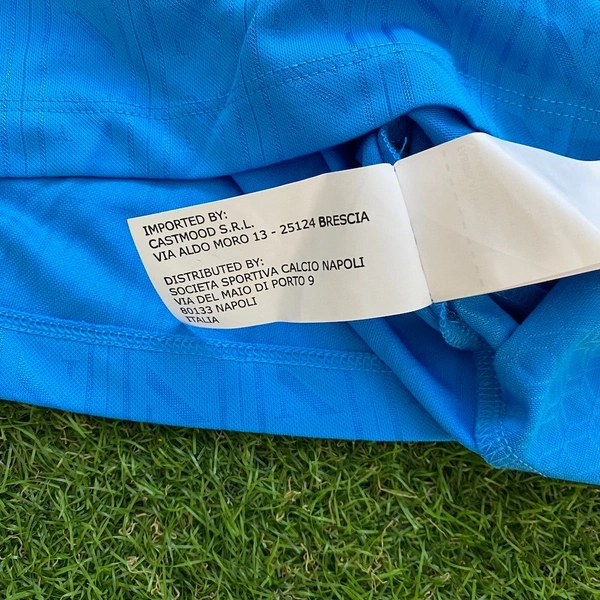 IMPORTED BY:
CASTMOOD S.R.L.
VIA ALDO MORO 13 - 25124 BRESCIA
DISTRIBUTED BY:
SOCIETA SPORTIVA CALCIO NAPOLI
VIA DEL MAIO DI PORTO 9
80133 NAPOLI
ITALIA